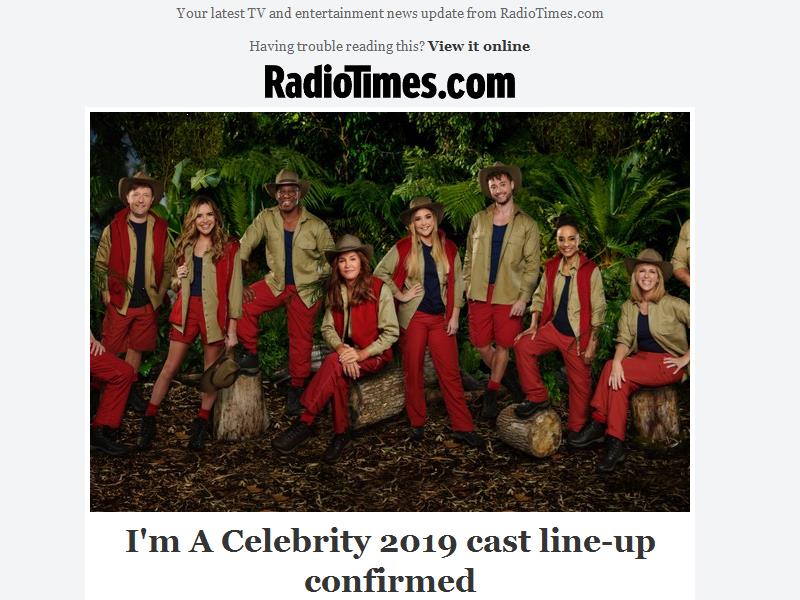 Your latest TV and entertainment news update from RadioTimes.com
Having trouble reading this? View it online
RadioTimes.com
I'm A Celebrity 2019 cast line-up
confirmed